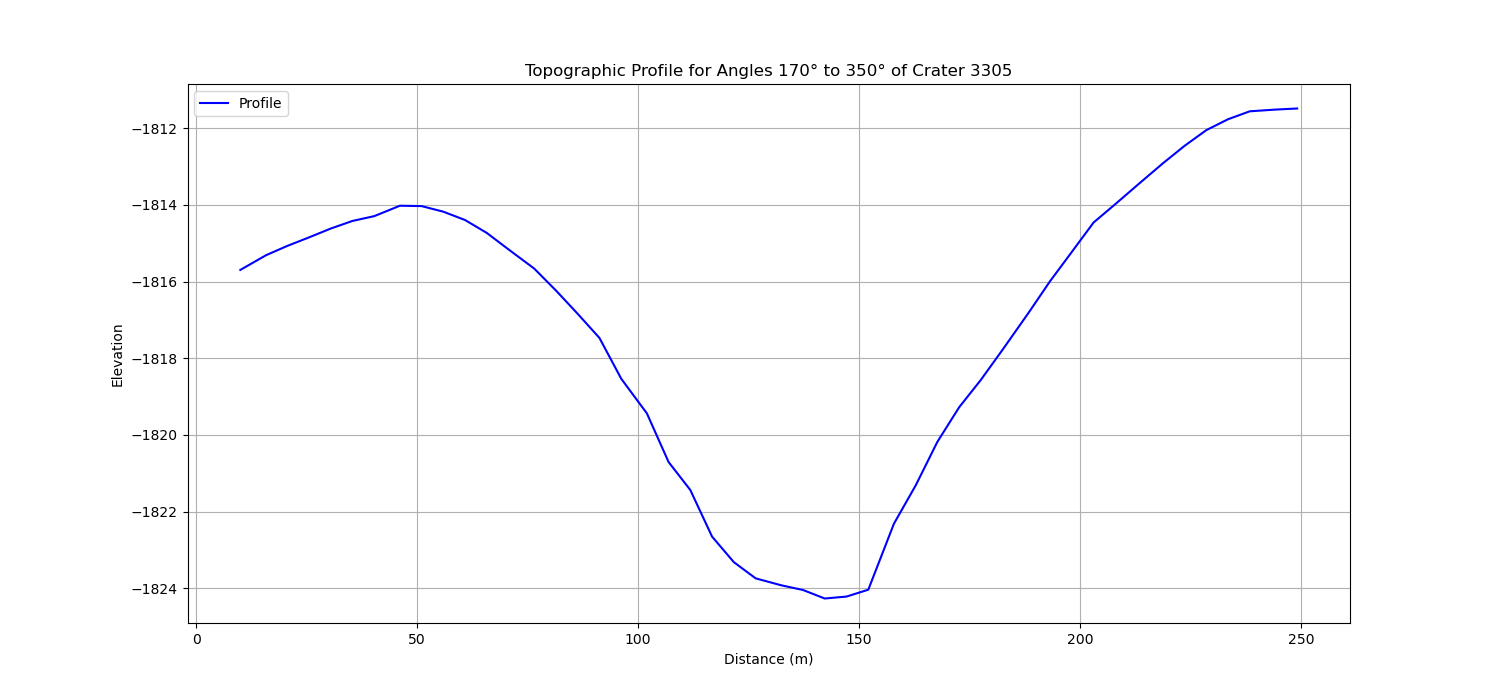 Topographic Profile for Angles 170° to 350° of Crater 3305
Profile
−1812
−1814
−1816
−1818
−1820
−1822
−1824
Elevation
0 50 100 150 200 250
Distance (m)